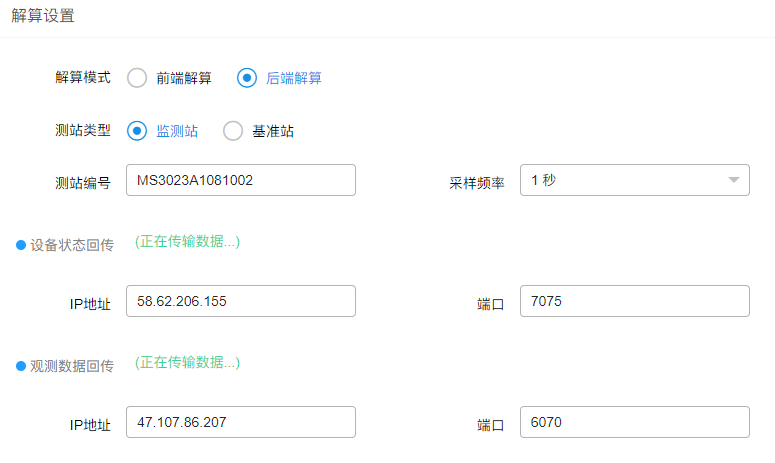 解算设置
解算模式 前端解算 后端解算
测站类型 监测站 基准站
测站编号 MS3023A1081002 采样频率 1 秒
设备状态回传 (正在传输数据...)
IP地址 58.62.206.155 端口 7075
观测数据回传 (正在传输数据...)
IP地址 47.107.86.207 端口 6070